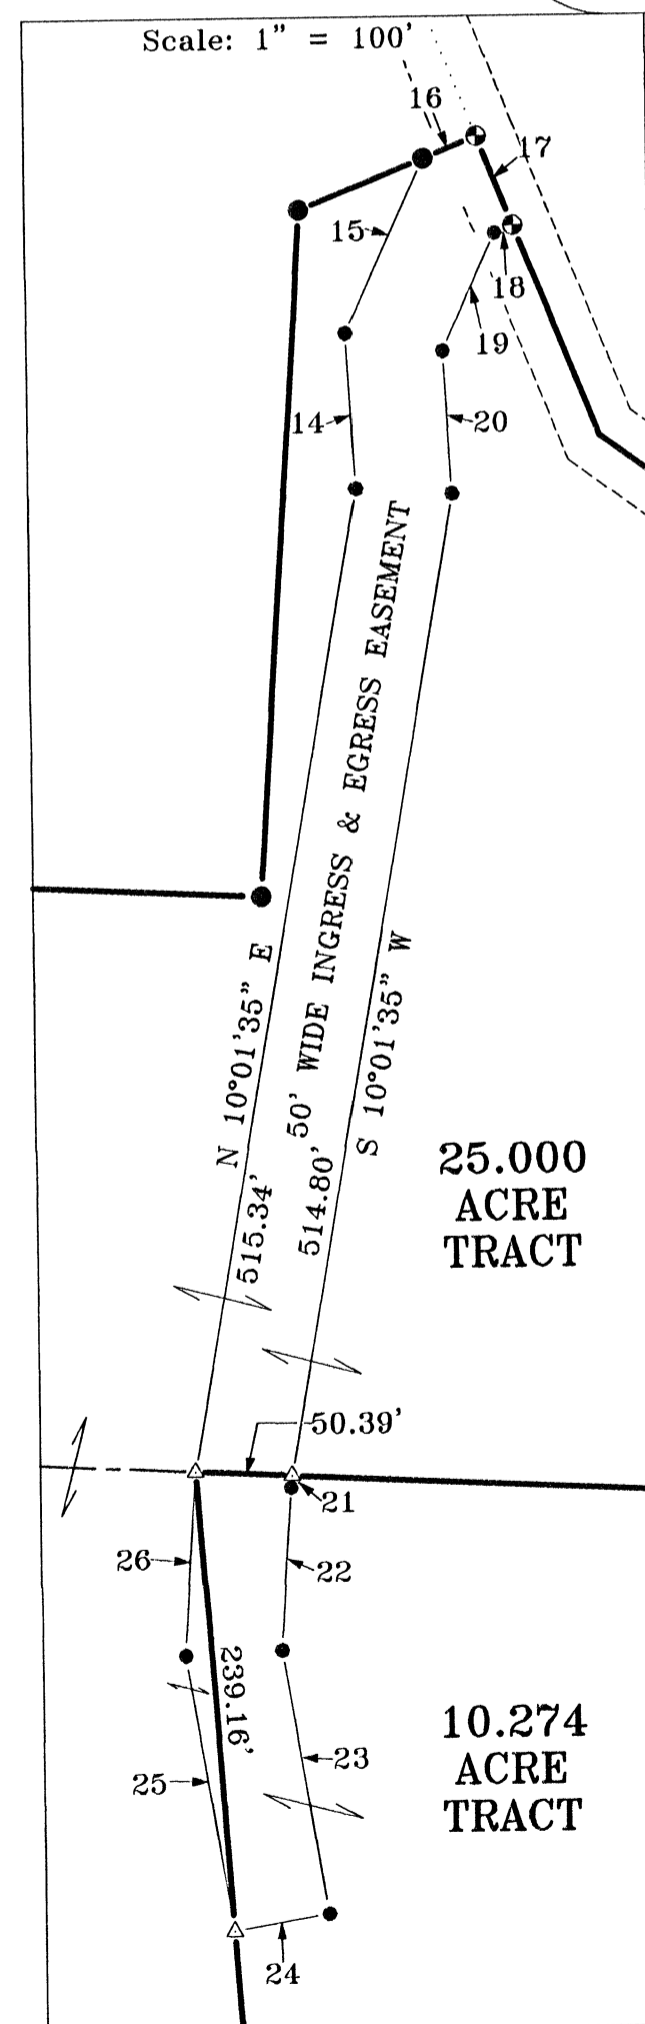 Scale: 1" = 100'
16
17
15
18
19
14
20
50' WIDE INGRESS & EGRESS EASEMENT
N 10°01'35" E
515.34'
S 10°01'35" W
514.80'
25.000
ACRE
TRACT
50.39'
21
26
22
239.16'
10.274
ACRE
TRACT
23
25
24